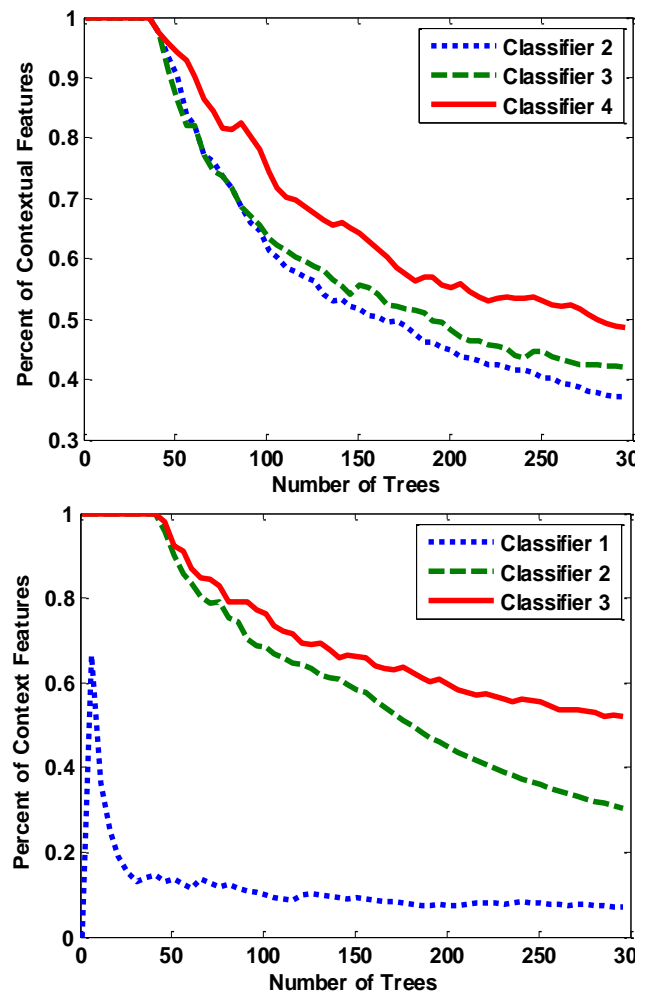 1
0.9
0.8
0.7
0.6
0.5
0.4
0.3
Percent of Contextual Features
Classifier 2
Classifier 3
Classifier 4
0 50 100 150 200 250 30
Number of Trees
1
0.8
0.6
0.4
0.2
0
Percent of Context Features
Classifier 1
Classifier 2
Classifier 3
0 50 100 150 200 250 300
Number of Trees